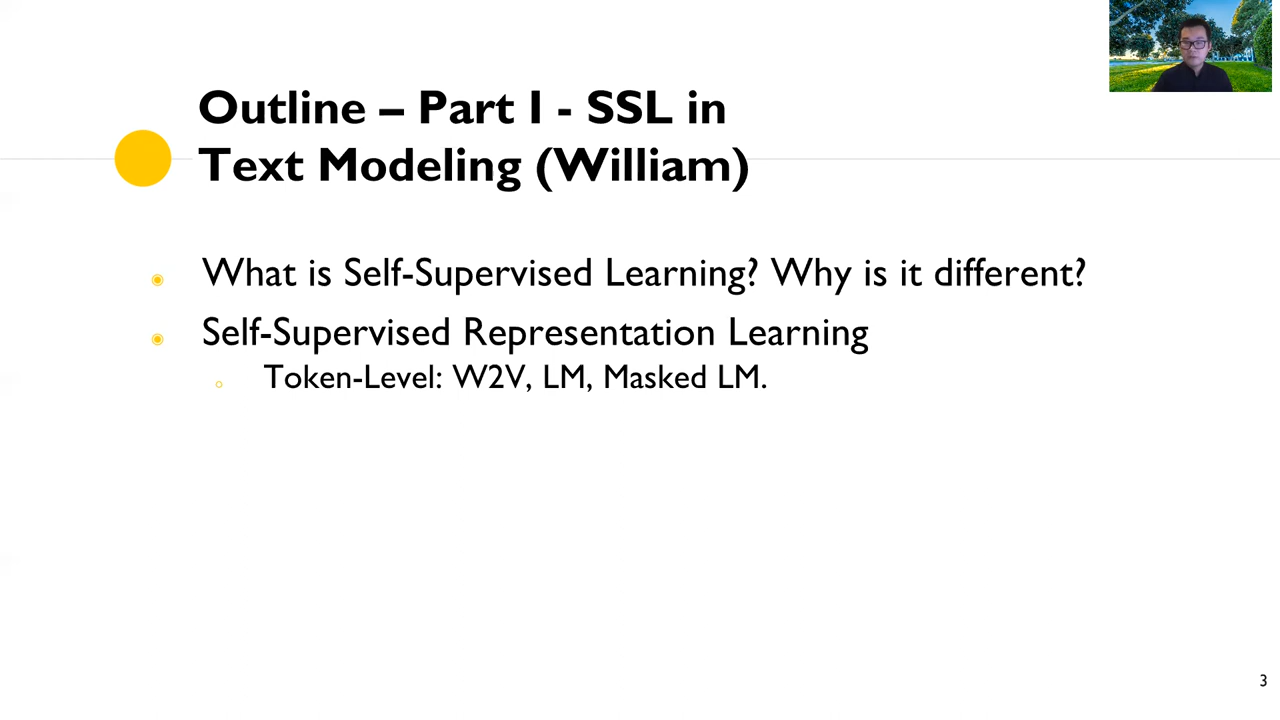 Outline – Part I - SSL in
Text Modeling (William)
What is Self-Supervised Learning? Why is it different?
Self-Supervised Representation Learning
Token-Level: W2V, LM, Masked LM.
3